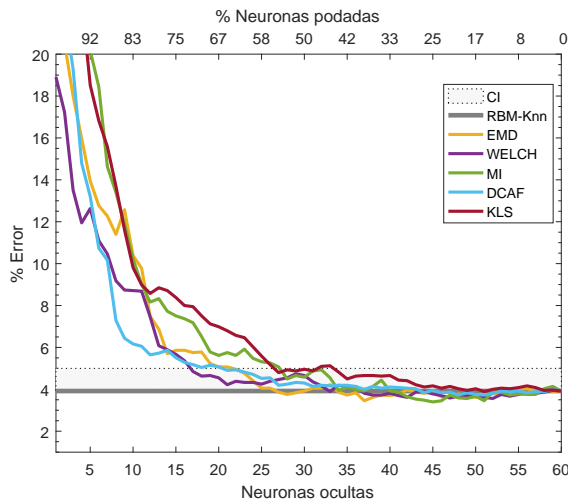 % Neuronas podadas
92 83 75 67 58 50 42 33 25 17 8 0
20
18
16
14
12
10
8
6
4
2
% Error
CI
RBM-Knn
EMD
WELCH
MI
DCAF
KLS
5 10 15 20 25 30 35 40 45 50 55 60
Neuronas ocultas